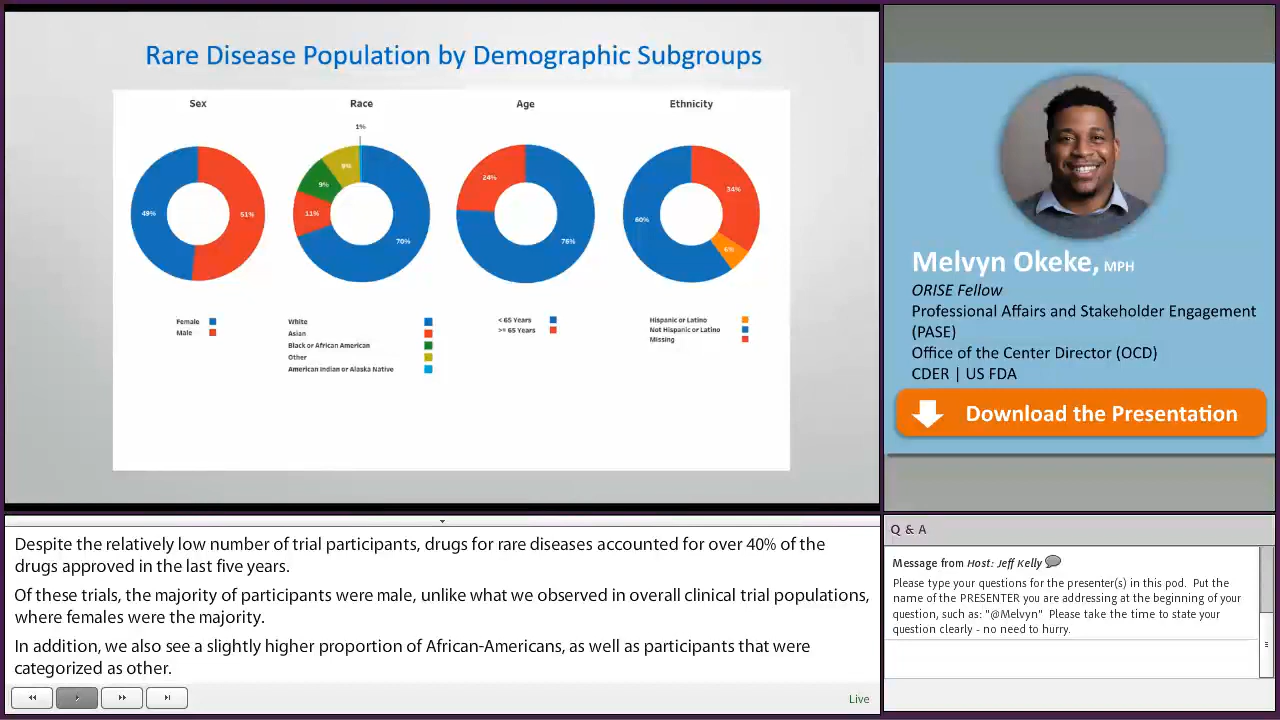 Rare Disease Population by Demographic Subgroups
Sex
Race
Age
Ethnicity
1%
49%
51%
9%
9%
11%
70%
24%
76%
34%
60%
6%
Female
Male
White
Asian
Black or African American
Other
American Indian or Alaska Native
< 65 Years
>= 65 Years
Hispanic or Latino
Not Hispanic or Latino
Missing
Melvyn Okeke, MPH
ORISE Fellow
Professional Affairs and Stakeholder Engagement
(PASE)
Office of the Center Director (OCD)
CDER | US FDA
Download the Presentation
Despite the relatively low number of trial participants, drugs for rare diseases accounted for over 40% of the
drugs approved in the last five years.
Of these trials, the majority of participants were male, unlike what we observed in overall clinical trial populations,
where females were the majority.
In addition, we also see a slightly higher proportion of African-Americans, as well as participants that were
categorized as other.
Live
Q & A
Message from Host: Jeff Kelly
Please type your questions for the presenter(s) in this pod. Put the
name of the PRESENTER you are addressing at the beginning of your
question, such as: "@Melvyn" Please take the time to state your
question clearly - no need to hurry.